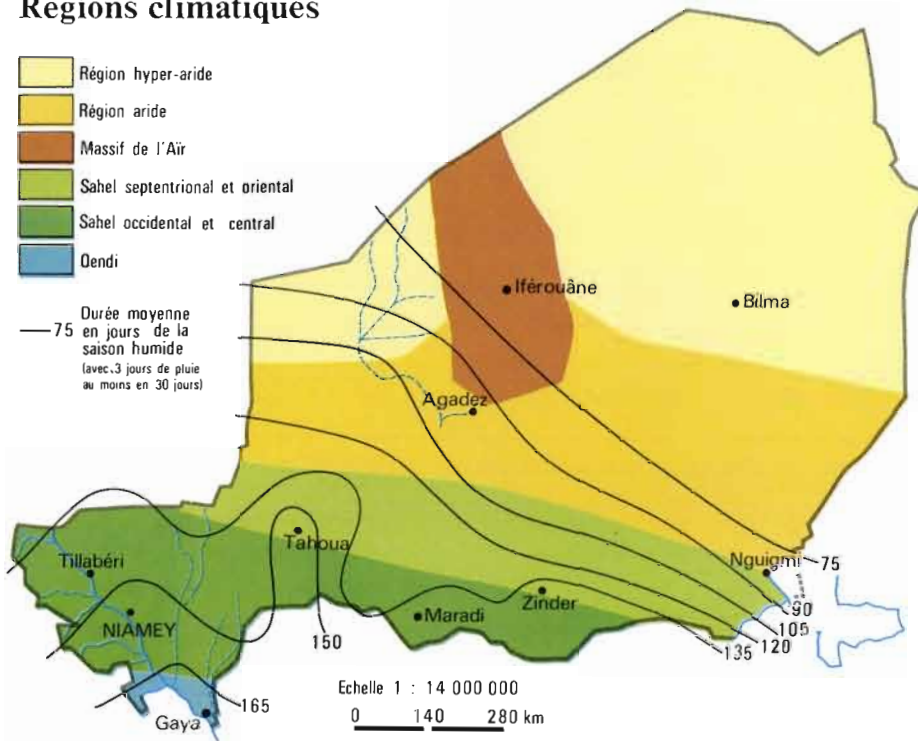 Régions climatiques
Région hyper-aride
Région aride
Massif de l'Aïr
Sahel septentrional et oriental
Sahel occidental et central
Dendi
75 Durée moyenne
en jours de la
saison humide
(avec 3 jours de pluie
au moins en 30 jours)
Iférouâne
Bilma
Agadez
Tahoua
Tillabéri
NIAMEY
Maradi
Zinder
Nguigmi
Gaya
75
90
105
120
135
150
165
Echelle 1 : 14 000 000
0 140 280 km